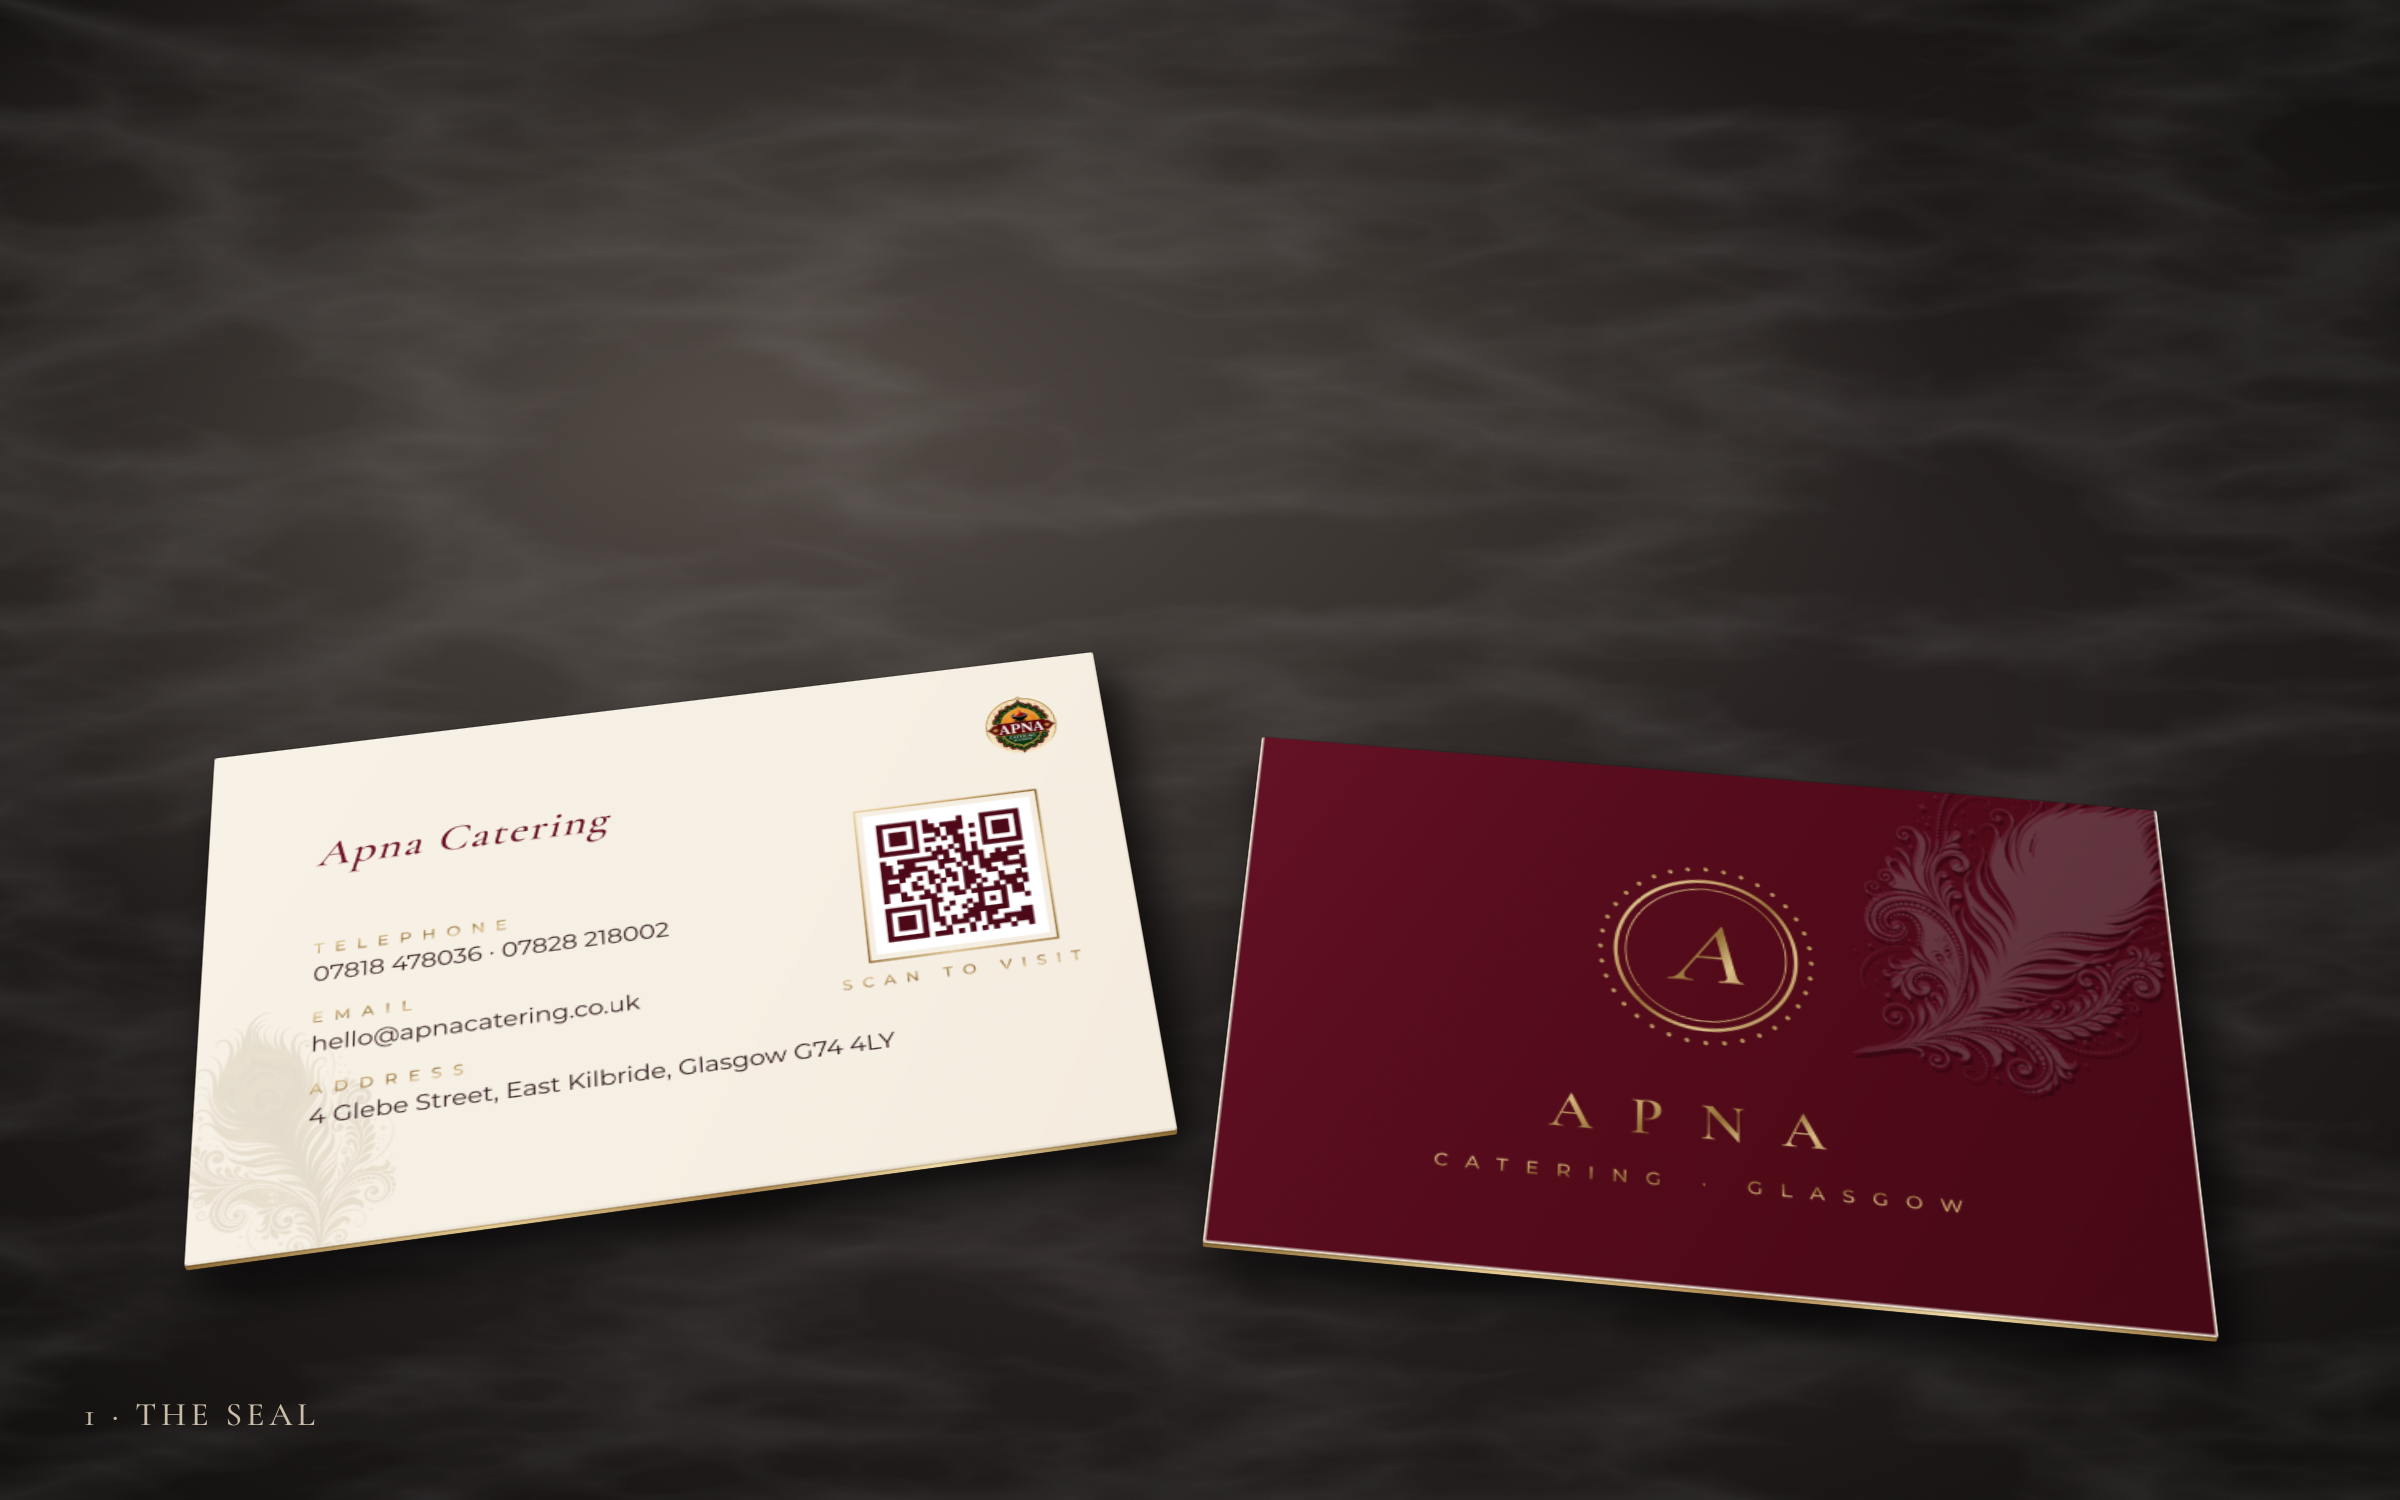 APNA
Apna Catering
TELEPHONE
07818 478036 · 07828 218002
EMAIL
hello@apnacatering.co.uk
ADDRESS
4 Glebe Street, East Kilbride, Glasgow G74 4LY
SCAN TO VISIT
A
APNA
CATERING · GLASGOW
1 · THE SEAL